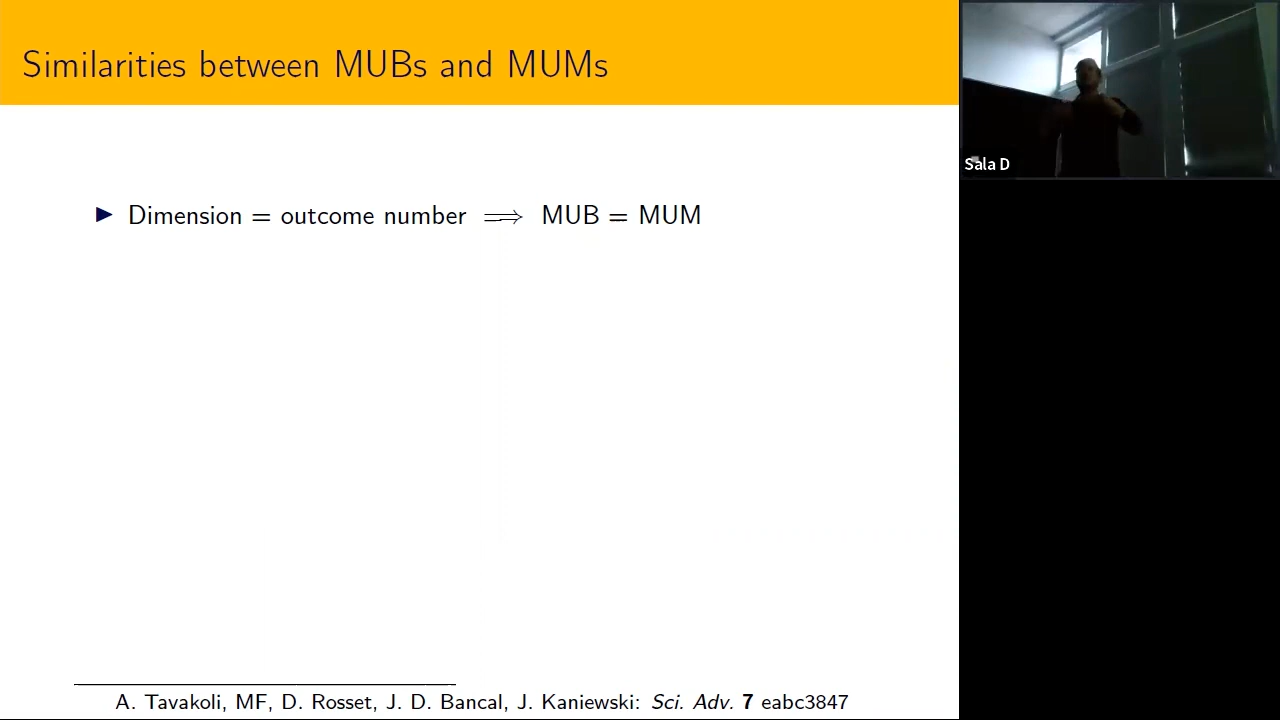 Similarities between MUBs and MUMs
▶ Dimension = outcome number ⟹ MUB = MUM
A. Tavakoli, MF, D. Rosset, J. D. Bancal, J. Kaniewski: Sci. Adv. 7 eabc3847
Sala D